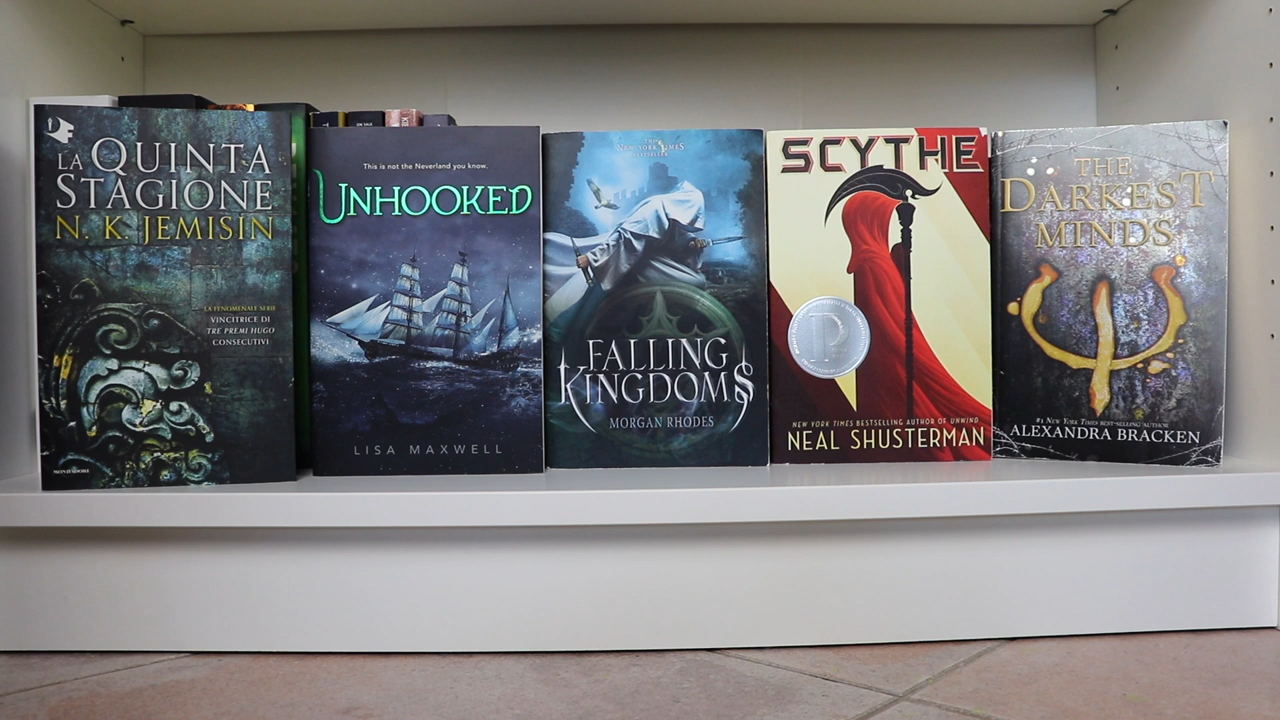 LA QUINTA
STAGIONE
N. K. JEMISIN
LA FENOMENALE SERIE
VINCITRICE DI
TRE PREMI HUGO
CONSECUTIVI
MONDADORI
This is not the Neverland you know.
UNHOOKED
LISA MAXWELL
THE
NEW YORK TIMES
BESTSELLER
FALLING
KINGDOMS
MORGAN RHODES
SCYTHE
P
NEW YORK TIMES BESTSELLING AUTHOR OF UNWIND
NEAL SHUSTERMAN
THE
DARKEST
MINDS
#1 New York Times BEST-SELLING AUTHOR
ALEXANDRA BRACKEN